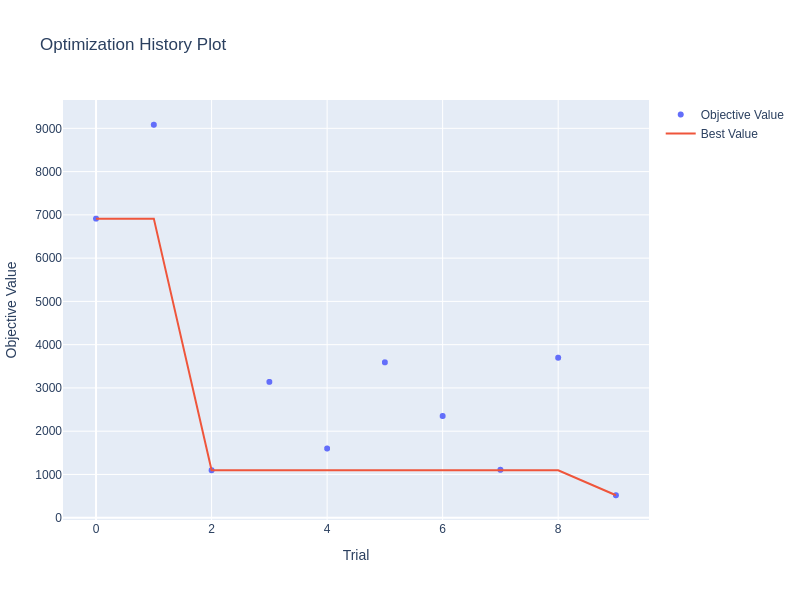 Optimization History Plot
Objective Value
Best Value
9000
8000
7000
6000
5000
4000
3000
2000
1000
0
Objective Value
0 2 4 6 8
Trial